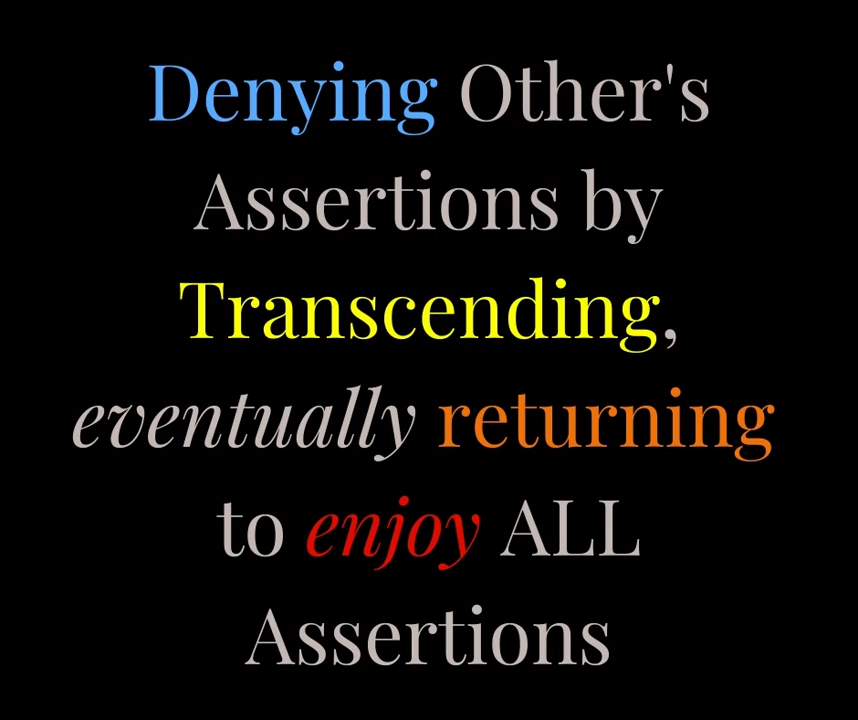 Denying Other's
Assertions by
Transcending,
eventually returning
to enjoy ALL
Assertions